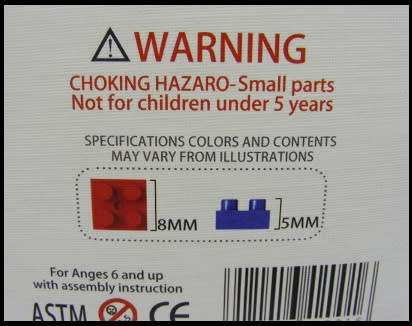 WARNING
CHOKING HAZARO-Small parts
Not for children under 5 years
SPECIFICATIONS COLORS AND CONTENTS
MAY VARY FROM ILLUSTRATIONS
8MM
5MM
For Anges 6 and up
with assembly instruction
ASTM CE